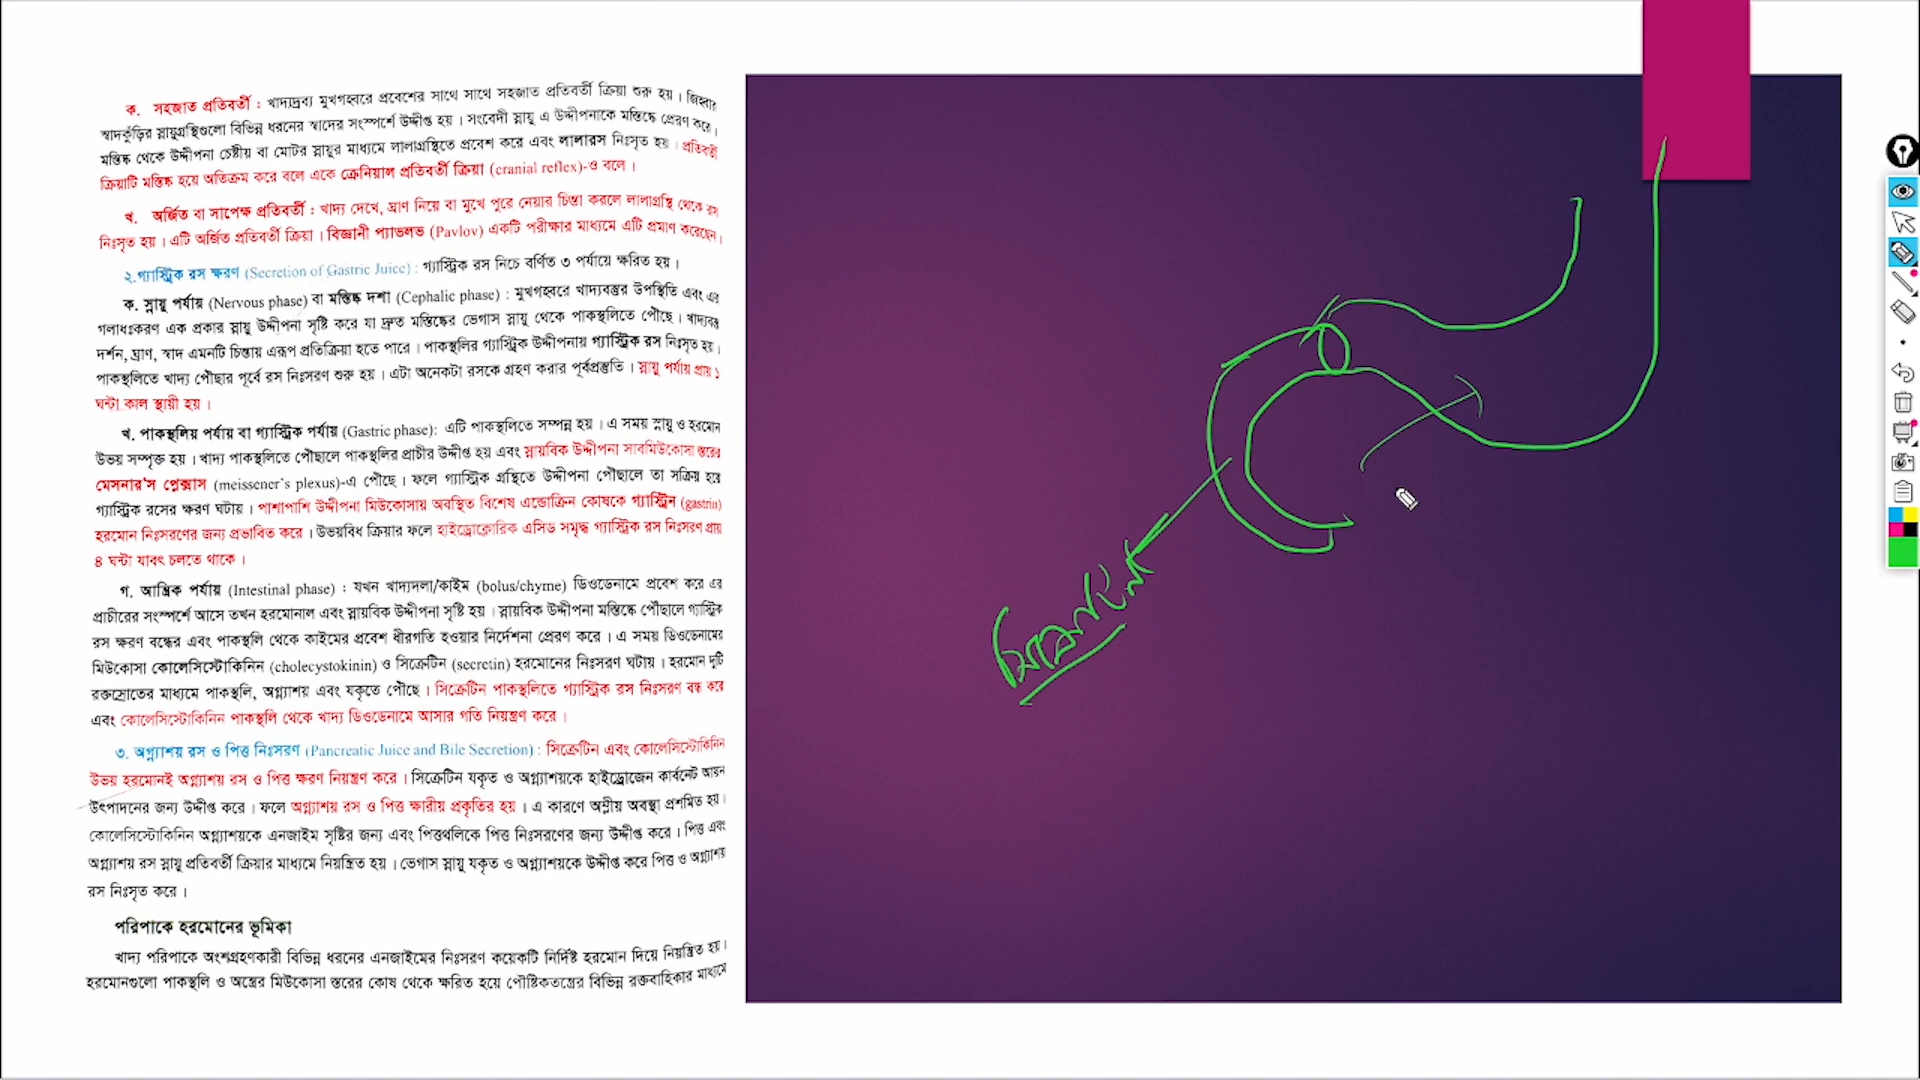 ক. সহজাত প্রতিবর্তী : খাদ্যদ্রব্য মুখগহ্বরে প্রবেশের সাথে সাথে সহজাত প্রতিবর্তী ক্রিয়া শুরু হয়। জিহ্বার
স্বাদকুঁড়ির স্নায়ুগ্রন্থিগুলো বিভিন্ন ধরনের স্বাদের সংস্পর্শে উদ্দীপ্ত হয়। সংবেদী স্নায়ু এ উদ্দীপনাকে মস্তিষ্কে প্রেরণ করে।
মস্তিষ্ক থেকে উদ্দীপনা চেষ্টীয় বা মোটর স্নায়ুর মাধ্যমে লালাগ্রন্থিতে প্রবেশ করে এবং লালারস নিঃসৃত হয়। প্রতিবর্তী
ক্রিয়াটি মস্তিষ্ক হয়ে অতিক্রম করে বলে একে ক্রেনিয়াল প্রতিবর্তী ক্রিয়া (cranial reflex)-ও বলে।
খ. অর্জিত বা সাপেক্ষ প্রতিবর্তী : খাদ্য দেখে, ঘ্রাণ নিয়ে বা মুখে পুরে নেয়ার চিন্তা করলে লালাগ্রন্থি থেকে রস
নিঃসৃত হয়। এটি অর্জিত প্রতিবর্তী ক্রিয়া। বিজ্ঞানী প্যাভলভ (Pavlov) একটি পরীক্ষার মাধ্যমে এটি প্রমাণ করেছেন।
২.গ্যাস্ট্রিক রস ক্ষরণ (Secretion of Gastric Juice) : গ্যাস্ট্রিক রস নিচে বর্ণিত ৩ পর্যায়ে ক্ষরিত হয়।
ক. স্নায়ু পর্যায় (Nervous phase) বা মস্তিষ্ক দশা (Cephalic phase) : মুখগহ্বরে খাদ্যবস্তুর উপস্থিতি এবং এর
গলাধঃকরণ এক প্রকার স্নায়ু উদ্দীপনা সৃষ্টি করে যা দ্রুত মস্তিষ্কের ভেগাস স্নায়ু থেকে পাকস্থলিতে পৌছে। খাদ্যবস্তু
দর্শন, ঘ্রাণ, স্বাদ এমনটি চিন্তায় এরূপ প্রতিক্রিয়া হতে পারে। পাকস্থলির গ্যাস্ট্রিক উদ্দীপনায় গ্যাস্ট্রিক রস নিঃসৃত হয়।
পাকস্থলিতে খাদ্য পৌছার পূর্বে রস নিঃসরণ শুরু হয়। এটা অনেকটা রসকে গ্রহণ করার পূর্বপ্রস্তুতি। স্নায়ু পর্যায় প্রায় ১
ঘন্টা কাল স্থায়ী হয়।
খ. পাকস্থলিয় পর্যায় বা গ্যাস্ট্রিক পর্যায় (Gastric phase): এটি পাকস্থলিতে সম্পন্ন হয়। এ সময় স্নায়ু ও হরমোন
উভয় সম্পৃক্ত হয়। খাদ্য পাকস্থলিতে পৌছালে পাকস্থলির প্রাচীর উদ্দীপ্ত হয় এবং স্নায়বিক উদ্দীপনা সাবমিউকোসা স্তরের
মেসনার'স প্লেক্সাস (meissener's plexus)-এ পৌছে। ফলে গ্যাস্ট্রিক গ্রন্থিতে উদ্দীপনা পৌছালে তা সক্রিয় হয়ে
গ্যাস্ট্রিক রসের ক্ষরণ ঘটায়। পাশাপাশি উদ্দীপনা মিউকোসায় অবস্থিত বিশেষ এন্ডোক্রিন কোষকে গ্যাস্ট্রিন (gastrin)
হরমোন নিঃসরণের জন্য প্রভাবিত করে। উভয়বিধ ক্রিয়ার ফলে হাইড্রোক্লোরিক এসিড সমৃদ্ধ গ্যাস্ট্রিক রস নিঃসরণ প্রায়
৪ ঘন্টা যাবৎ চলতে থাকে।
গ. আন্ত্রিক পর্যায় (Intestinal phase) : যখন খাদ্যদলা/কাইম (bolus/chyme) ডিওডেনামে প্রবেশ করে এর
প্রাচীরের সংস্পর্শে আসে তখন হরমোনাল এবং স্নায়বিক উদ্দীপনা সৃষ্টি হয়। স্নায়বিক উদ্দীপনা মস্তিষ্কে পৌঁছালে গ্যাস্ট্রিক
রস ক্ষরণ বন্ধের এবং পাকস্থলি থেকে কাইমের প্রবেশ ধীরগতি হওয়ার নির্দেশনা প্রেরণ করে। এ সময় ডিওডেনামের
মিউকোসা কোলেসিস্টোকিনিন (cholecystokinin) ও সিক্রেটিন (secretin) হরমোনের নিঃসরণ ঘটায়। হরমোন দুটি
রক্তস্রোতের মাধ্যমে পাকস্থলি, অগ্ন্যাশয় এবং যকৃতে পৌছে। সিক্রেটিন পাকস্থলিতে গ্যাস্ট্রিক রস নিঃসরণ বন্ধ করে
এবং কোলেসিস্টোকিনিন পাকস্থলি থেকে খাদ্য ডিওডেনামে আসার গতি নিয়ন্ত্রণ করে।
৩. অগ্ন্যাশয় রস ও পিত্ত নিঃসরণ (Pancreatic Juice and Bile Secretion) : সিক্রেটিন এবং কোলেসিস্টোকিনিন
উভয় হরমোনই অগ্ন্যাশয় রস ও পিত্ত ক্ষরণ নিয়ন্ত্রণ করে। সিক্রেটিন যকৃত ও অগ্ন্যাশয়কে হাইড্রোজেন কার্বনেট আয়ন
উৎপাদনের জন্য উদ্দীপ্ত করে। ফলে অগ্ন্যাশয় রস ও পিত্ত ক্ষারীয় প্রকৃতির হয়। এ কারণে অম্লীয় অবস্থা প্রশমিত হয়।
কোলেসিস্টোকিনিন অগ্ন্যাশয়কে এনজাইম সৃষ্টির জন্য এবং পিত্তথলিকে পিত্ত নিঃসরণের জন্য উদ্দীপ্ত করে। পিত্ত এবং
অগ্ন্যাশয় রস স্নায়ু প্রতিবর্তী ক্রিয়ার মাধ্যমে নিয়ন্ত্রিত হয়। ভেগাস স্নায়ু যকৃত ও অগ্ন্যাশয়কে উদ্দীপ্ত করে পিত্ত ও অগ্ন্যাশয়
রস নিঃসৃত করে।
পরিপাকে হরমোনের ভূমিকা
খাদ্য পরিপাকে অংশগ্রহণকারী বিভিন্ন ধরনের এনজাইমের নিঃসরণ কয়েকটি নির্দিষ্ট হরমোন দিয়ে নিয়ন্ত্রিত হয়।
হরমোনগুলো পাকস্থলি ও অন্ত্রের মিউকোসা স্তরের কোষ থেকে ক্ষরিত হয়ে পৌষ্টিকতন্ত্রের বিভিন্ন রক্তবাহিকার মাধ্যমে